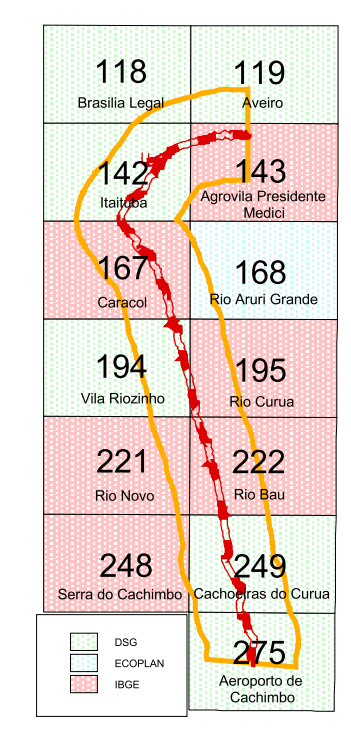 118
Brasilia Legal
119
Aveiro
142
Itaituba
143
Agrovila Presidente
Medici
167
Caracol
168
Rio Aruri Grande
194
Vila Riozinho
195
Rio Curua
221
Rio Novo
222
Rio Bau
248
Serra do Cachimbo
249
Cachoeiras do Curua
275
Aeroporto de
Cachimbo
DSG
ECOPLAN
IBGE